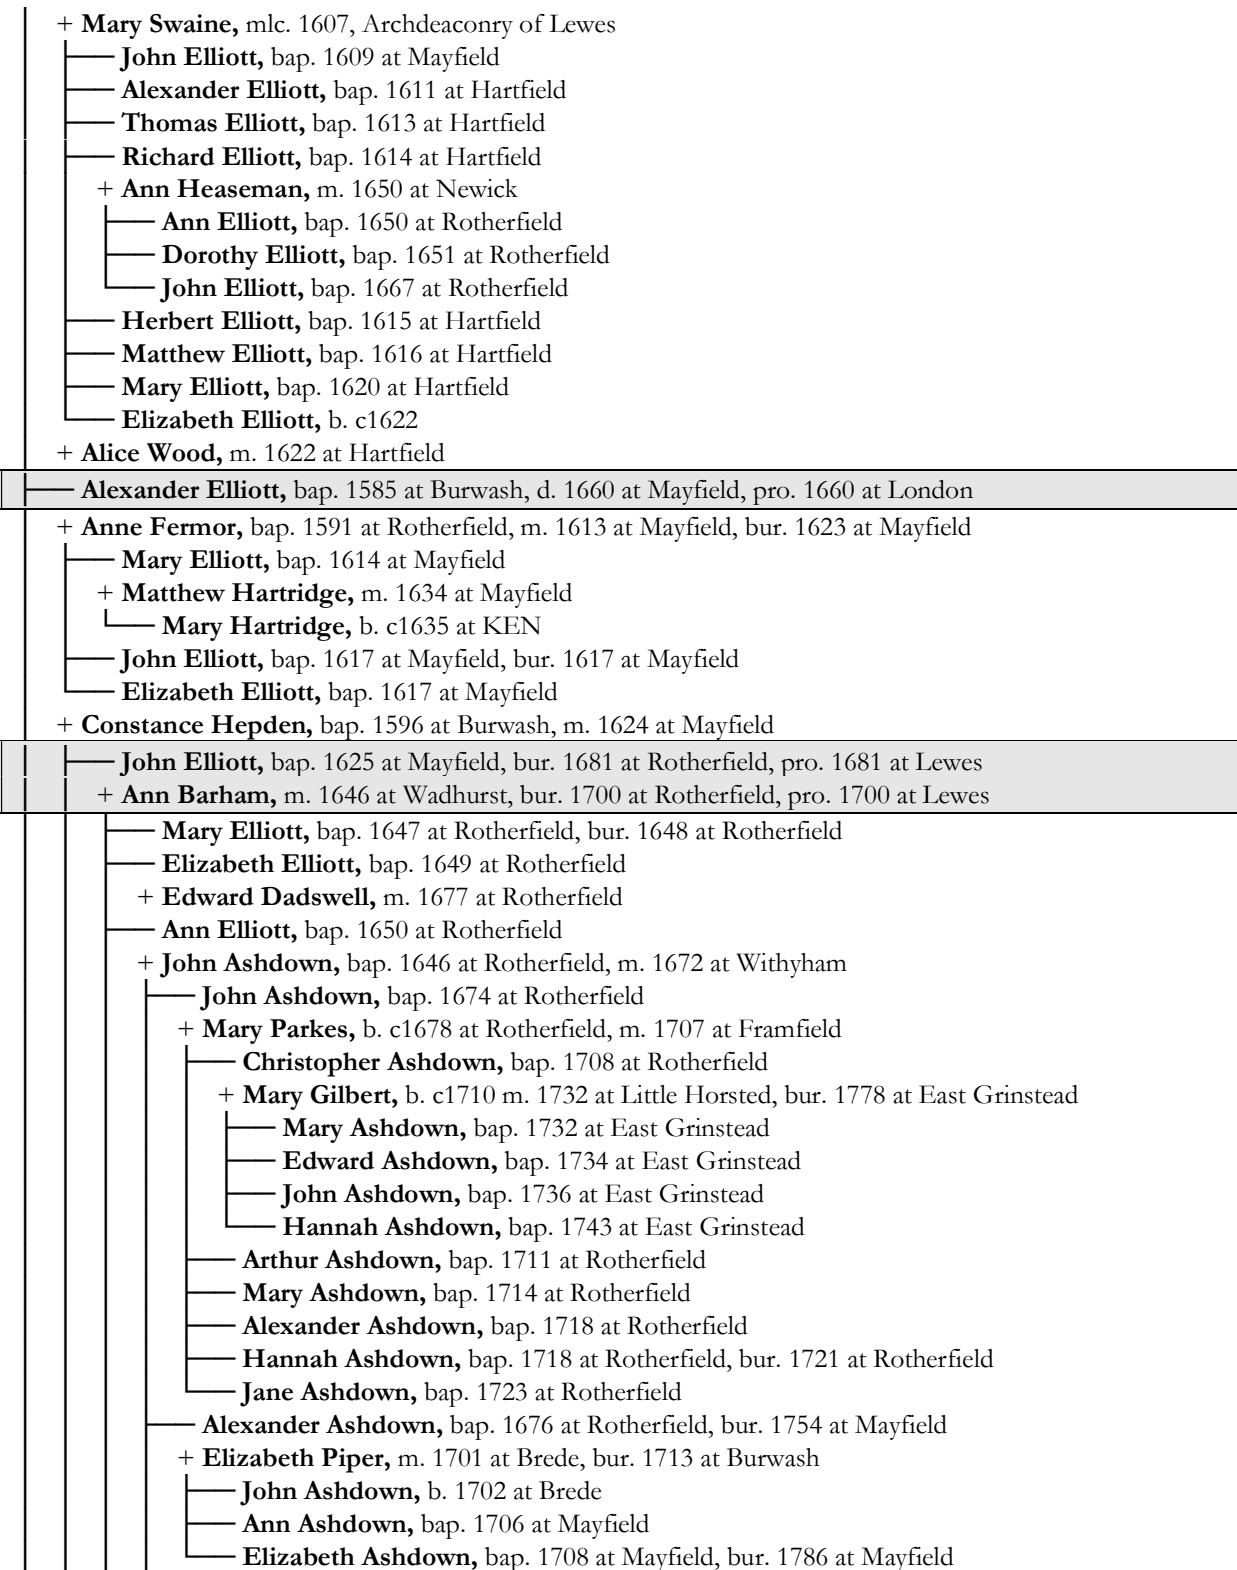 + Mary Swaine, mlc. 1607, Archdeaconry of Lewes
John Elliott, bap. 1609 at Mayfield
Alexander Elliott, bap. 1611 at Hartfield
Thomas Elliott, bap. 1613 at Hartfield
Richard Elliott, bap. 1614 at Hartfield
+ Ann Heaseman, m. 1650 at Newick
Ann Elliott, bap. 1650 at Rotherfield
Dorothy Elliott, bap. 1651 at Rotherfield
John Elliott, bap. 1667 at Rotherfield
Herbert Elliott, bap. 1615 at Hartfield
Matthew Elliott, bap. 1616 at Hartfield
Mary Elliott, bap. 1620 at Hartfield
Elizabeth Elliott, b. c1622
+ Alice Wood, m. 1622 at Hartfield
Alexander Elliott, bap. 1585 at Burwash, d. 1660 at Mayfield, pro. 1660 at London
+ Anne Fermor, bap. 1591 at Rotherfield, m. 1613 at Mayfield, bur. 1623 at Mayfield
Mary Elliott, bap. 1614 at Mayfield
+ Matthew Hartridge, m. 1634 at Mayfield
Mary Hartridge, b. c1635 at KEN
John Elliott, bap. 1617 at Mayfield, bur. 1617 at Mayfield
Elizabeth Elliott, bap. 1617 at Mayfield
+ Constance Hepden, bap. 1596 at Burwash, m. 1624 at Mayfield
John Elliott, bap. 1625 at Mayfield, bur. 1681 at Rotherfield, pro. 1681 at Lewes
+ Ann Barham, m. 1646 at Wadhurst, bur. 1700 at Rotherfield, pro. 1700 at Lewes
Mary Elliott, bap. 1647 at Rotherfield, bur. 1648 at Rotherfield
Elizabeth Elliott, bap. 1649 at Rotherfield
+ Edward Dadswell, m. 1677 at Rotherfield
Ann Elliott, bap. 1650 at Rotherfield
+ John Ashdown, bap. 1646 at Rotherfield, m. 1672 at Withyham
John Ashdown, bap. 1674 at Rotherfield
+ Mary Parkes, b. c1678 at Rotherfield, m. 1707 at Framfield
Christopher Ashdown, bap. 1708 at Rotherfield
+ Mary Gilbert, b. c1710 m. 1732 at Little Horsted, bur. 1778 at East Grinstead
Mary Ashdown, bap. 1732 at East Grinstead
Edward Ashdown, bap. 1734 at East Grinstead
John Ashdown, bap. 1736 at East Grinstead
Hannah Ashdown, bap. 1743 at East Grinstead
Arthur Ashdown, bap. 1711 at Rotherfield
Mary Ashdown, bap. 1714 at Rotherfield
Alexander Ashdown, bap. 1718 at Rotherfield
Hannah Ashdown, bap. 1718 at Rotherfield, bur. 1721 at Rotherfield
Jane Ashdown, bap. 1723 at Rotherfield
Alexander Ashdown, bap. 1676 at Rotherfield, bur. 1754 at Mayfield
+ Elizabeth Piper, m. 1701 at Brede, bur. 1713 at Burwash
John Ashdown, b. 1702 at Brede
Ann Ashdown, bap. 1706 at Mayfield
Elizabeth Ashdown, bap. 1708 at Mayfield, bur. 1786 at Mayfield